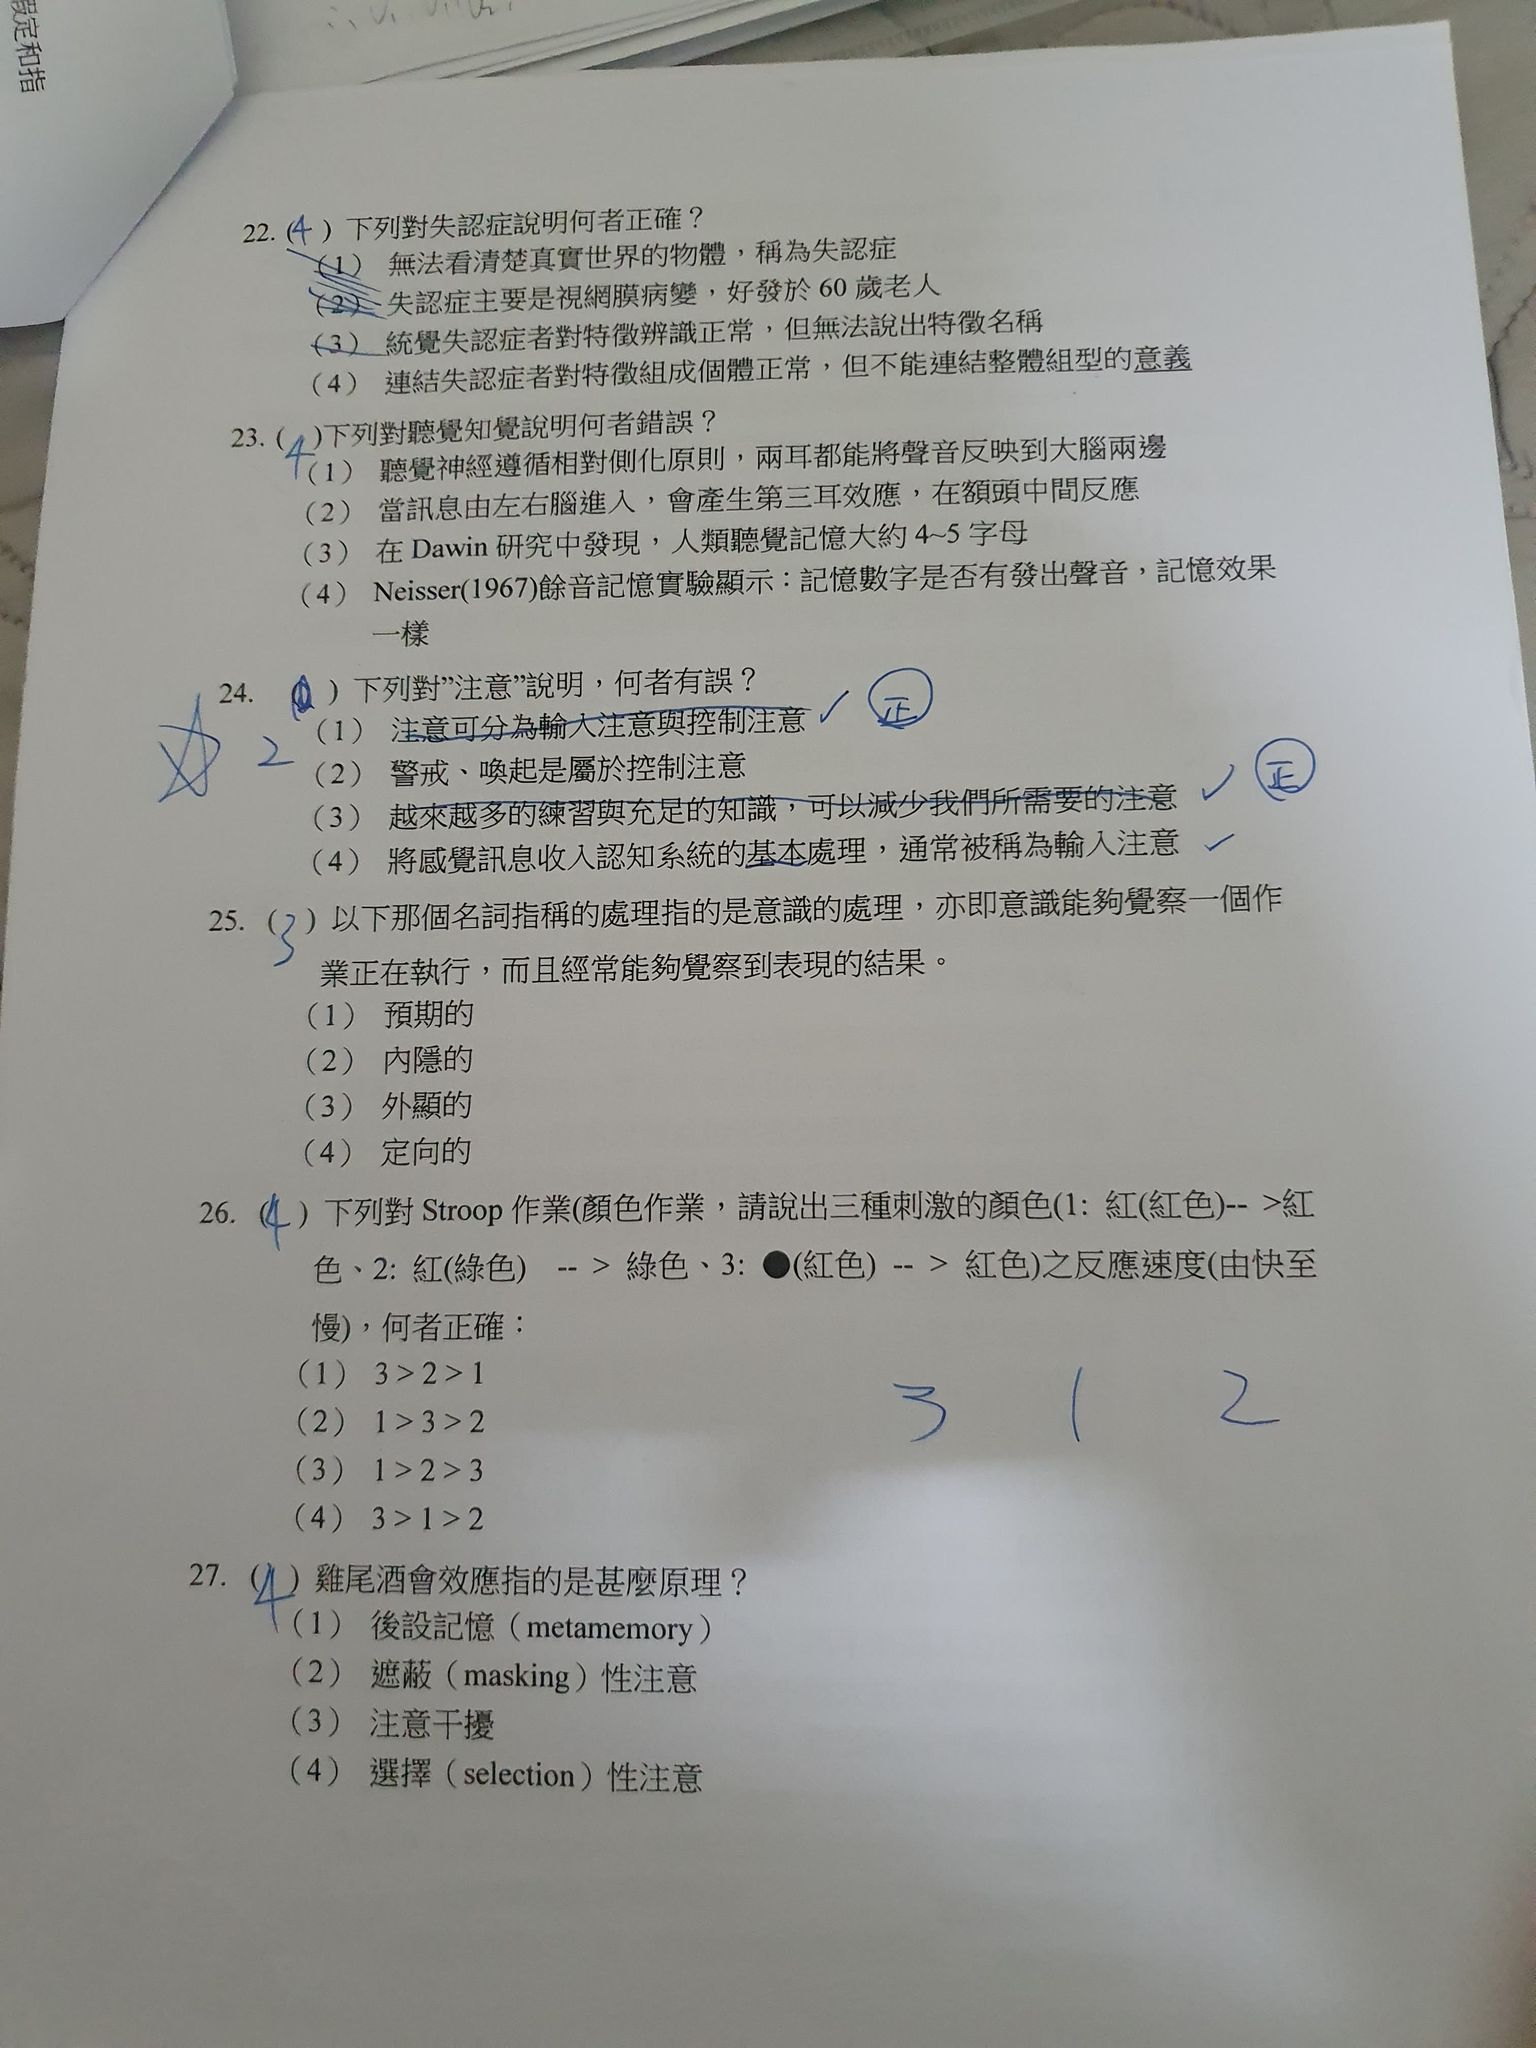 假定和指
22. (4) 下列對失認症說明何者正確？
(1) 無法看清楚真實世界的物體，稱為失認症
(2) 失認症主要是視網膜病變，好發於 60 歲老人
(3) 統覺失認症者對特徵辨識正常，但無法說出特徵名稱
(4) 連結失認症者對特徵組成個體正常，但不能連結整體組型的意義
23. (4)下列對聽覺知覺說明何者錯誤？
(1) 聽覺神經遵循相對側化原則，兩耳都能將聲音反映到大腦兩邊
(2) 當訊息由左右腦進入，會產生第三耳效應，在額頭中間反應
(3) 在 Dawin 研究中發現，人類聽覺記憶大約 4~5 字母
(4) Neisser(1967)餘音記憶實驗顯示：記憶數字是否有發出聲音，記憶效果
一樣
24. ( ) 下列對”注意”說明，何者有誤？
2
(1) 注意可分為輸入注意與控制注意 ✓ 正
(2) 警戒、喚起是屬於控制注意
(3) 越來越多的練習與充足的知識，可以減少我們所需要的注意 ✓ 正
(4) 將感覺訊息收入認知系統的基本處理，通常被稱為輸入注意 ✓
25. (3) 以下那個名詞指稱的處理指的是意識的處理，亦即意識能夠覺察一個作
業正在執行，而且經常能夠覺察到表現的結果。
(1) 預期的
(2) 內隱的
(3) 外顯的
(4) 定向的
26. (4) 下列對 Stroop 作業(顏色作業，請說出三種刺激的顏色(1: 紅(紅色)-- >紅
色、2: 紅(綠色) -- > 綠色、3: ●(紅色) -- > 紅色)之反應速度(由快至
慢)，何者正確：
(1) 3 > 2 > 1
(2) 1 > 3 > 2
3 1 2
(3) 1 > 2 > 3
(4) 3 > 1 > 2
27. (4) 雞尾酒會效應指的是甚麼原理？
(1) 後設記憶（metamemory）
(2) 遮蔽（masking）性注意
(3) 注意干擾
(4) 選擇（selection）性注意